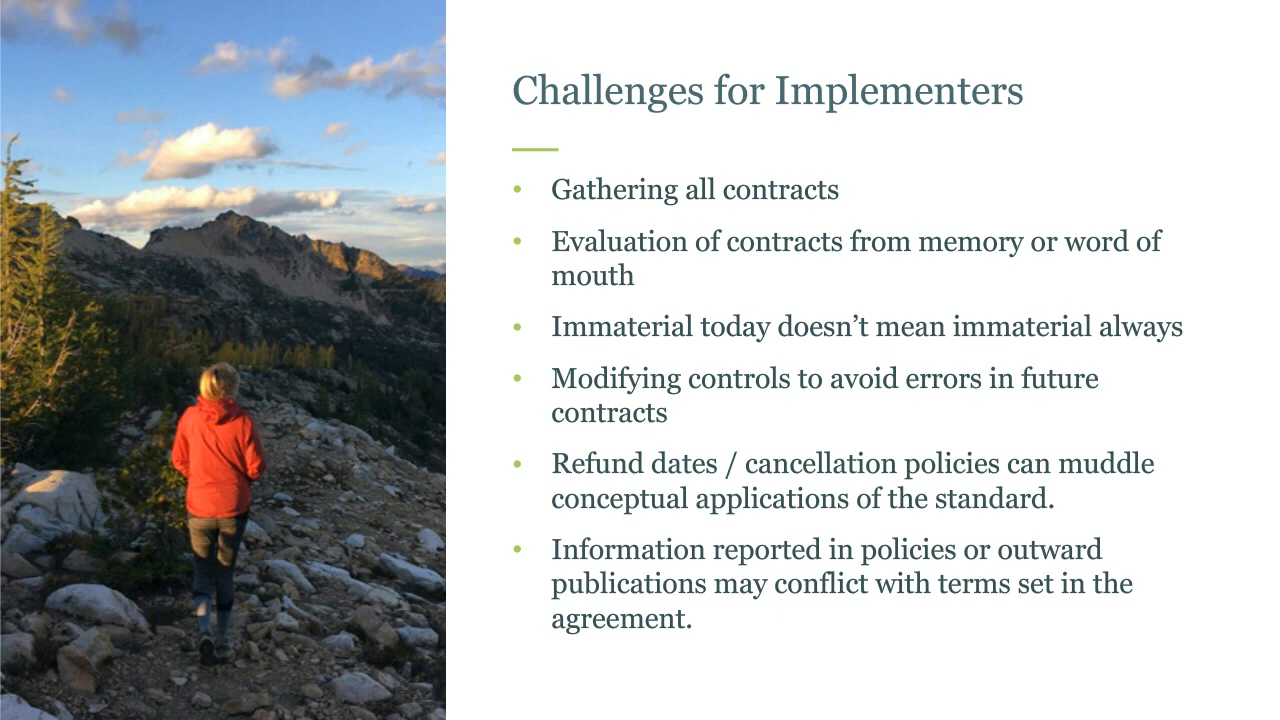 Challenges for Implementers
• Gathering all contracts
• Evaluation of contracts from memory or word of
mouth
• Immaterial today doesn’t mean immaterial always
• Modifying controls to avoid errors in future
contracts
• Refund dates / cancellation policies can muddle
conceptual applications of the standard.
• Information reported in policies or outward
publications may conflict with terms set in the
agreement.